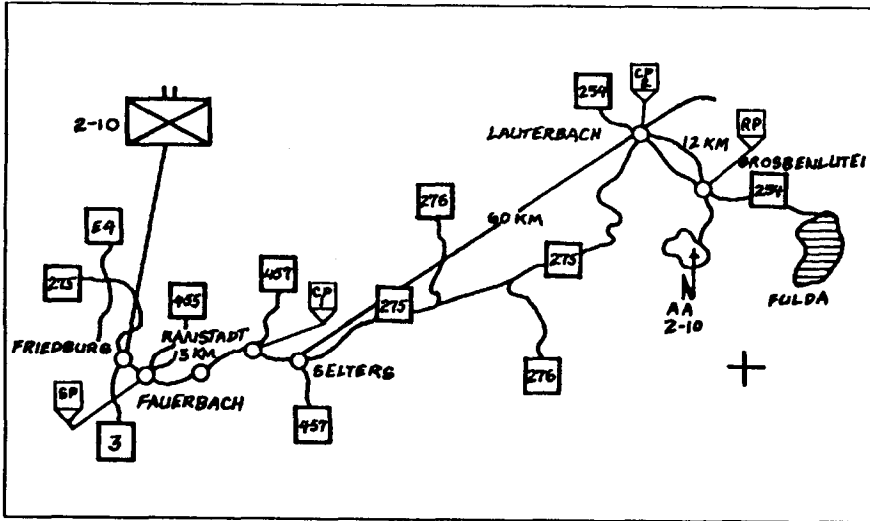 2-10
E4
275
455
FRIEDBURG
RANSTADT
13 KM
FAUERBACH
SP
3
457
CP
1
SELTERS
457
275
276
60 KM
275
276
254
CP
2
LAUTERBACH
12 KM
RP
GROSBENLUTEI
254
FULDA
N
AA
2-10